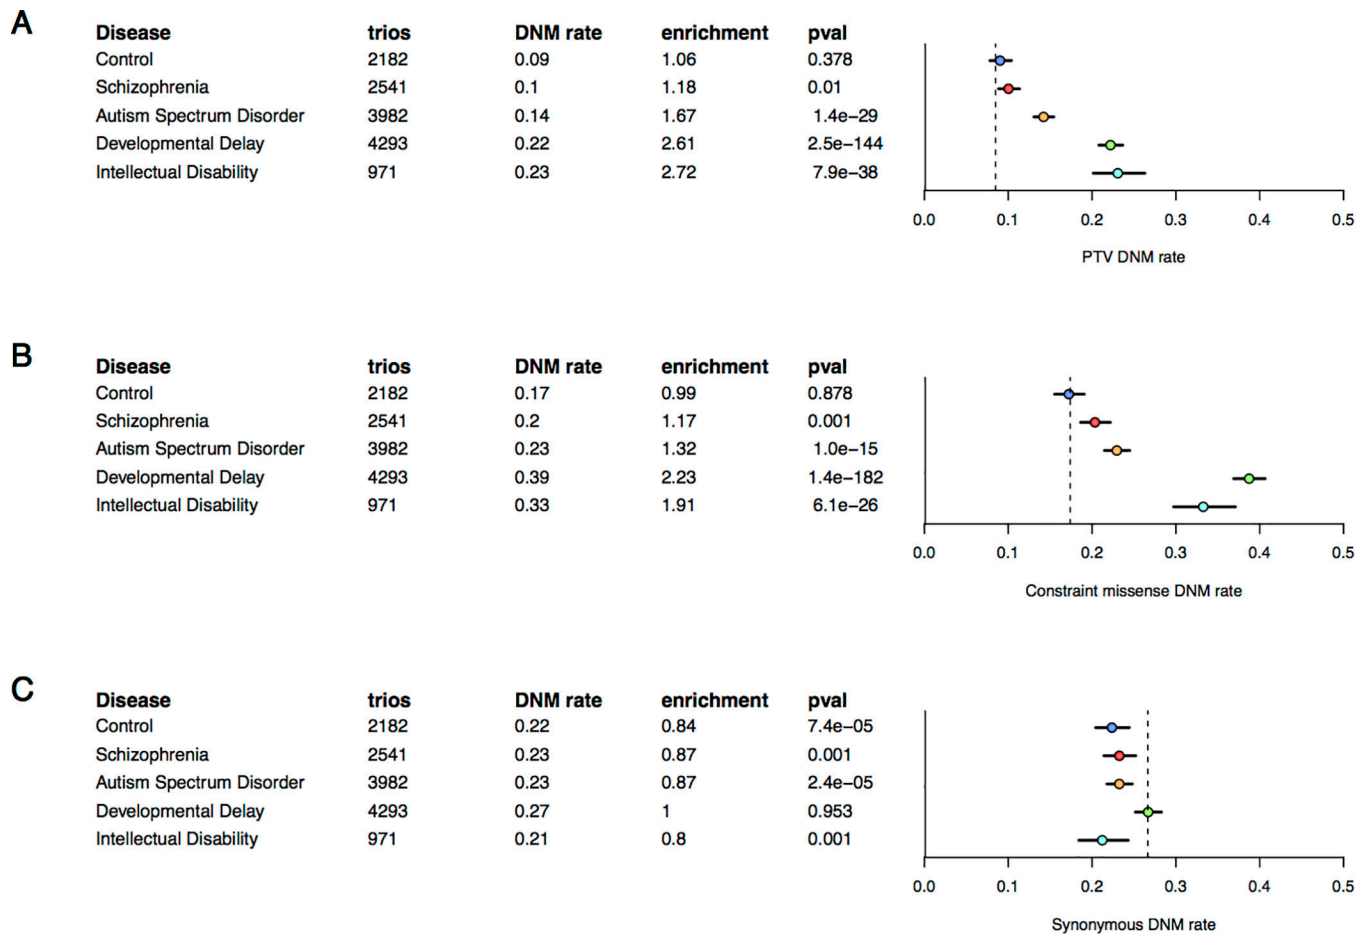 A
Disease trios DNM rate enrichment pval
Control 2182 0.09 1.06 0.378
Schizophrenia 2541 0.1 1.18 0.01
Autism Spectrum Disorder 3982 0.14 1.67 1.4e−29
Developmental Delay 4293 0.22 2.61 2.5e−144
Intellectual Disability 971 0.23 2.72 7.9e−38
0.0 0.1 0.2 0.3 0.4 0.5
PTV DNM rate
B
Disease trios DNM rate enrichment pval
Control 2182 0.17 0.99 0.878
Schizophrenia 2541 0.2 1.17 0.001
Autism Spectrum Disorder 3982 0.23 1.32 1.0e−15
Developmental Delay 4293 0.39 2.23 1.4e−182
Intellectual Disability 971 0.33 1.91 6.1e−26
0.0 0.1 0.2 0.3 0.4 0.5
Constraint missense DNM rate
C
Disease trios DNM rate enrichment pval
Control 2182 0.22 0.84 7.4e−05
Schizophrenia 2541 0.23 0.87 0.001
Autism Spectrum Disorder 3982 0.23 0.87 2.4e−05
Developmental Delay 4293 0.27 1 0.953
Intellectual Disability 971 0.21 0.8 0.001
0.0 0.1 0.2 0.3 0.4 0.5
Synonymous DNM rate